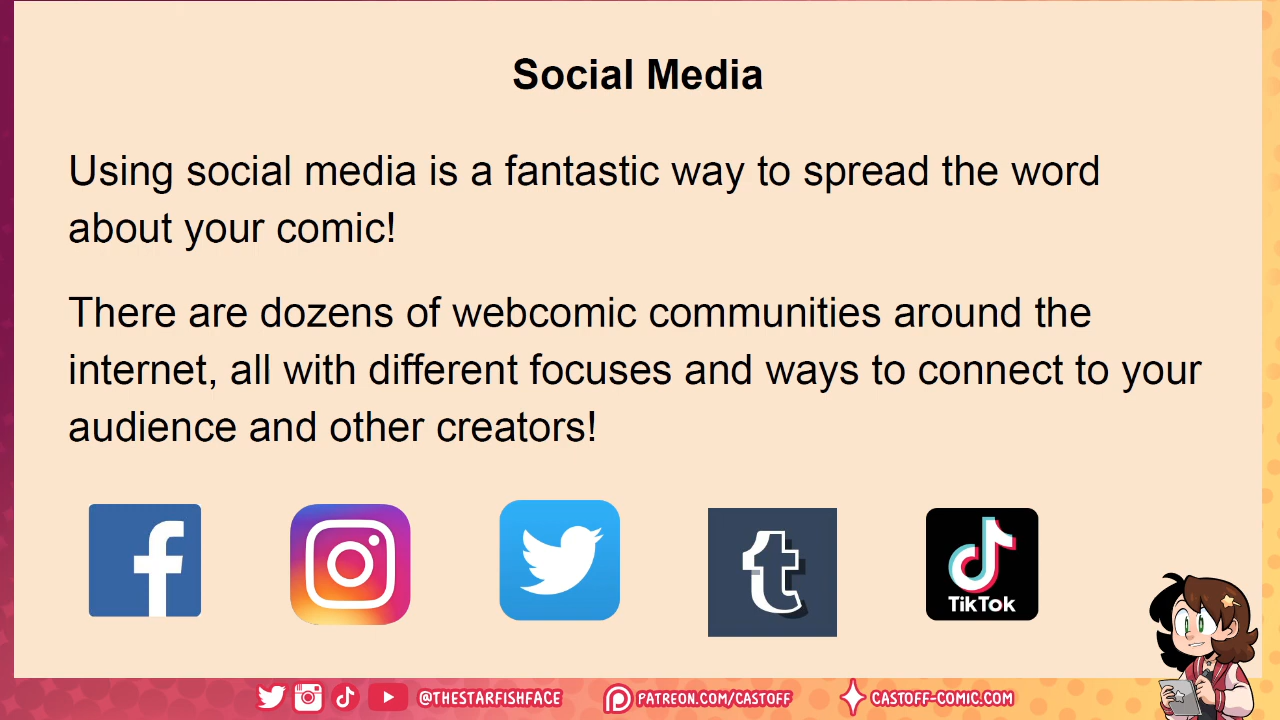 Social Media
Using social media is a fantastic way to spread the word
about your comic!
There are dozens of webcomic communities around the
internet, all with different focuses and ways to connect to your
audience and other creators!
TikTok
@THESTARFISHFACE
PATREON.COM/CASTOFF
CASTOFF-COMIC.COM